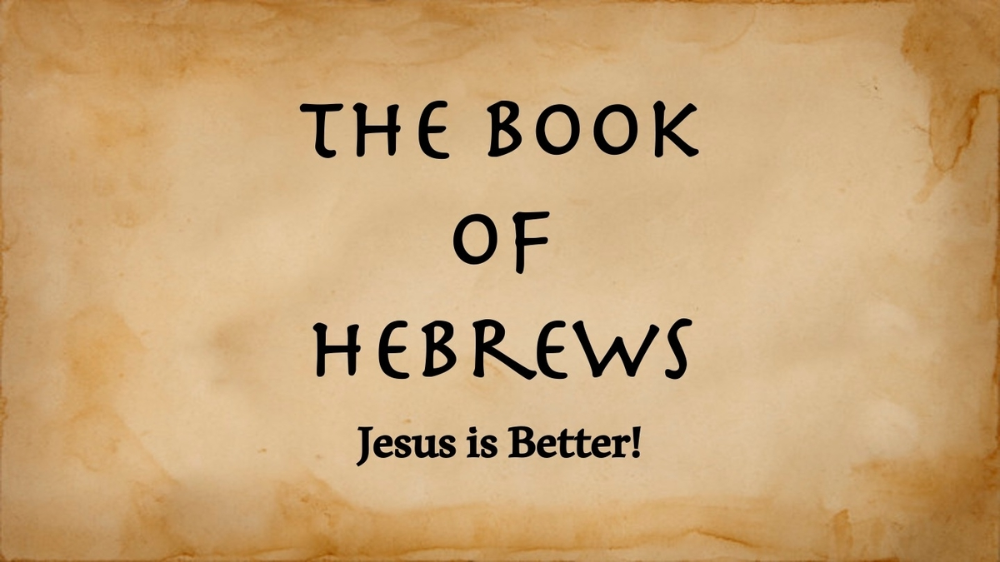 THE BOOK
OF
HEBREWS
Jesus is Better!